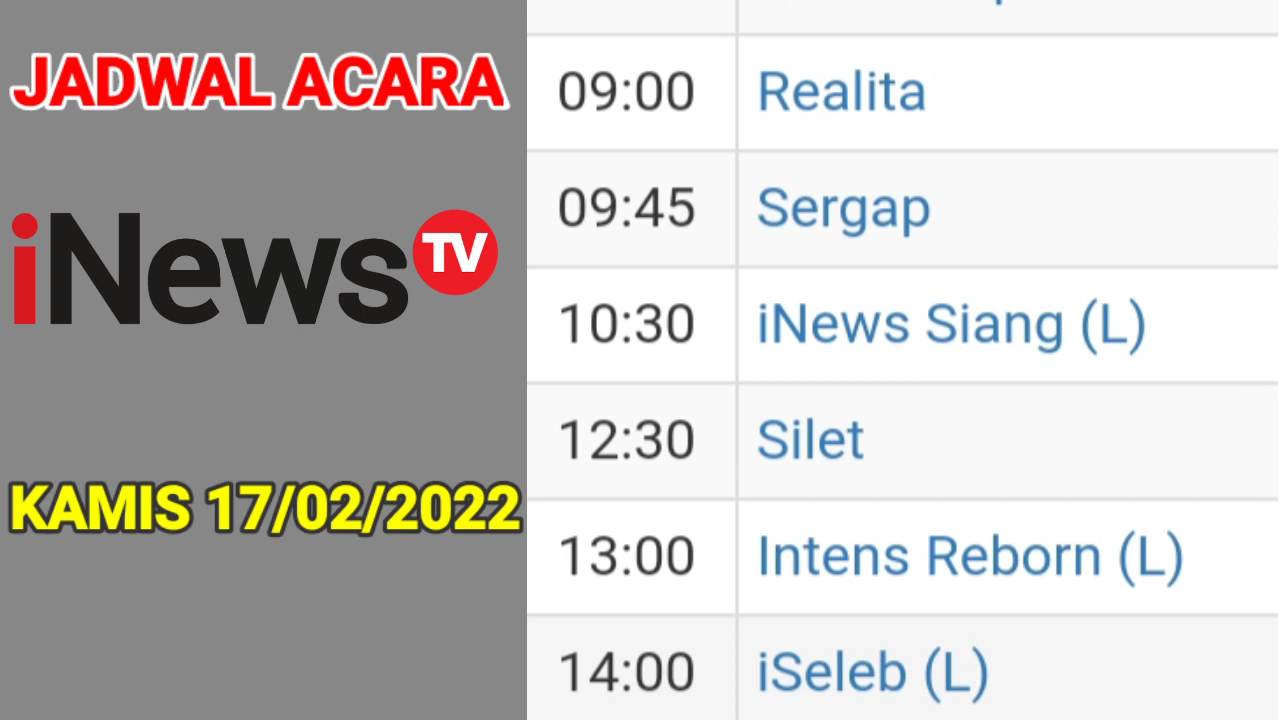 JADWAL ACARA
iNews TV
KAMIS 17/02/2022
09:00 Realita
09:45 Sergap
10:30 iNews Siang (L)
12:30 Silet
13:00 Intens Reborn (L)
14:00 iSeleb (L)